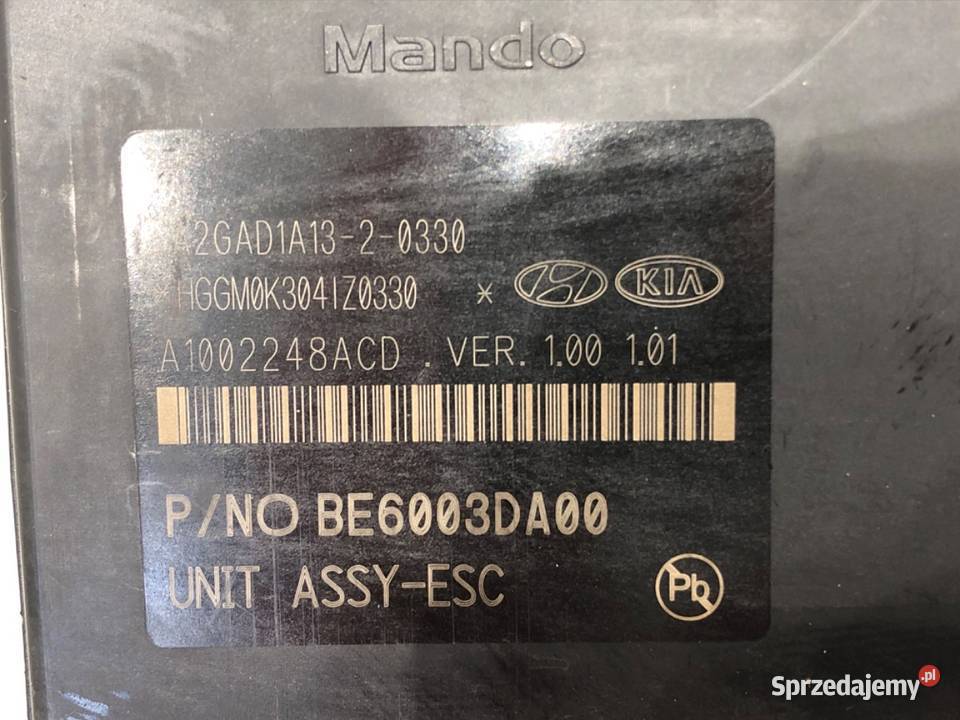 Mando
2GAD1A13-2-0330
*HGGM0K304IZ0330 * KIA
A1002248ACD . VER. 1.00 1.01
P/NO BE6003DA00
UNIT ASSY-ESC
Pb
Sprzedajemy.pl